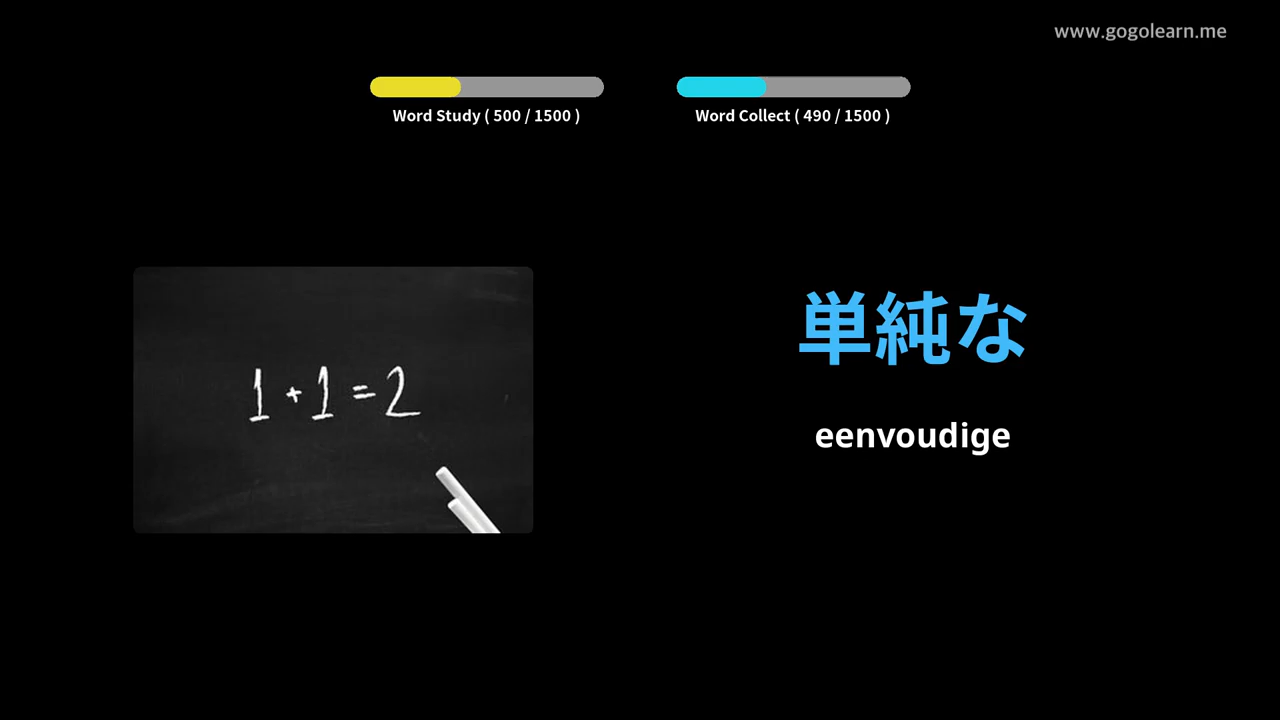 www.gogolearn.me
Word Study ( 500 / 1500 )
Word Collect ( 490 / 1500 )
1 + 1 = 2
単純な
eenvoudige